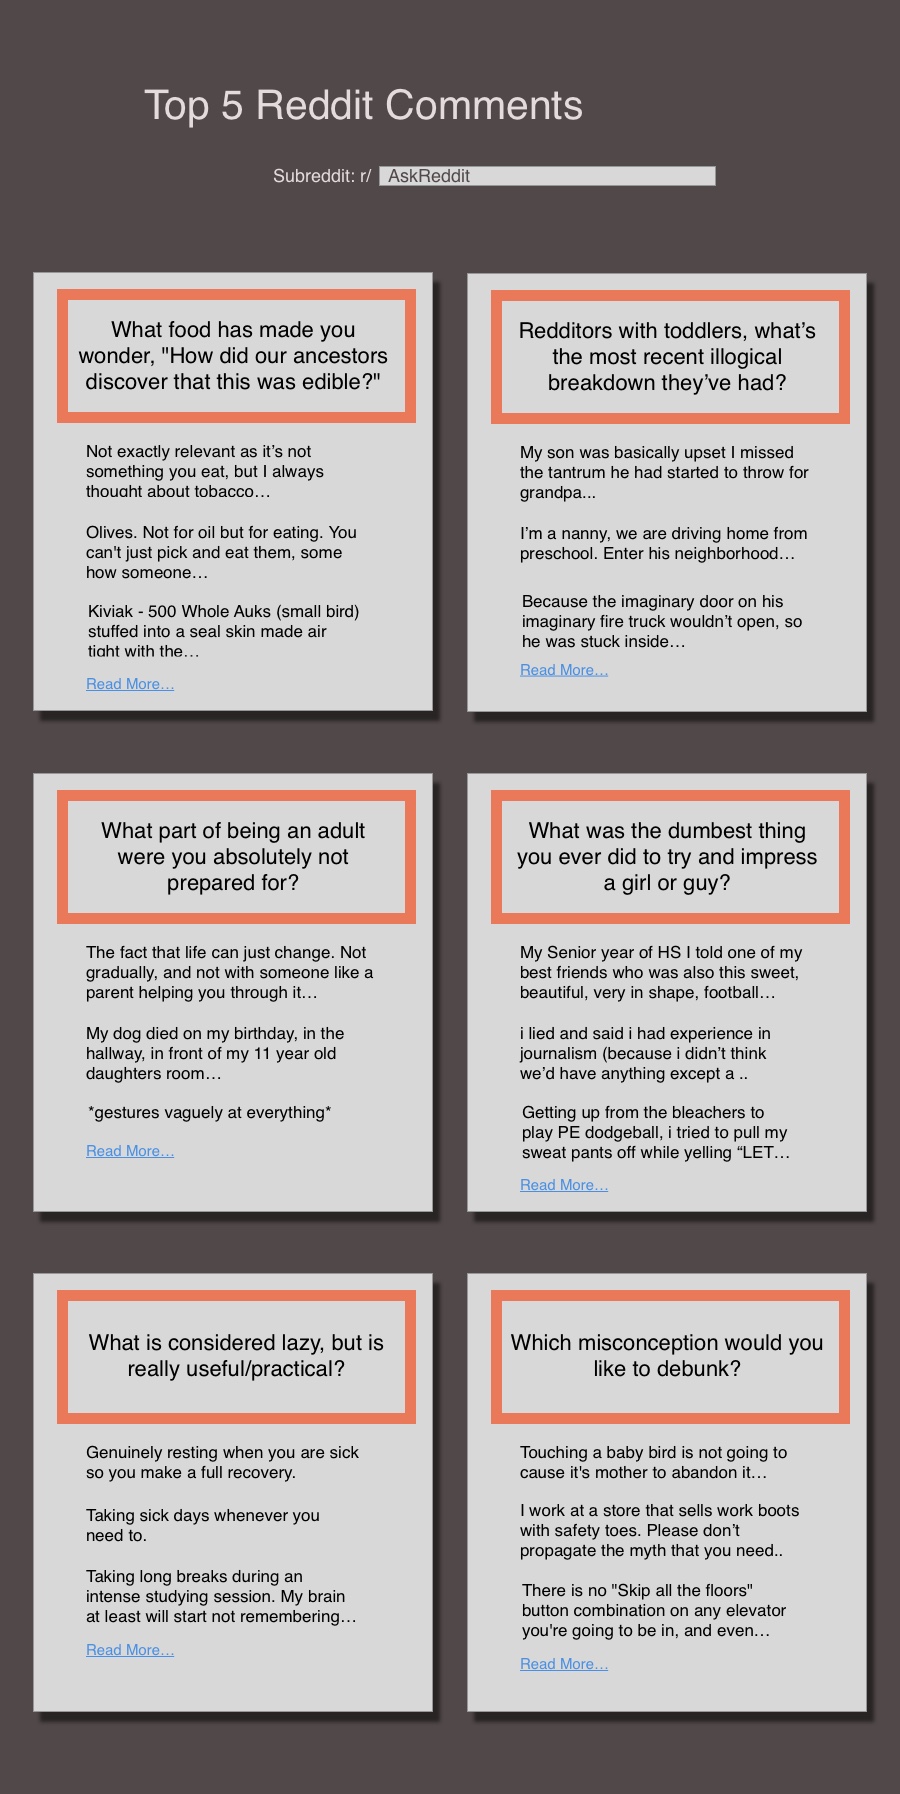 Top 5 Reddit Comments
Subreddit: r/ AskReddit
What food has made you
wonder, "How did our ancestors
discover that this was edible?"
Not exactly relevant as it’s not
something you eat, but I always
thought about tobacco…
Olives. Not for oil but for eating. You
can't just pick and eat them, some
how someone…
Kiviak - 500 Whole Auks (small bird)
stuffed into a seal skin made air
tight with the…
Read More…
Redditors with toddlers, what’s
the most recent illogical
breakdown they’ve had?
My son was basically upset I missed
the tantrum he had started to throw for
grandpa...
I’m a nanny, we are driving home from
preschool. Enter his neighborhood…
Because the imaginary door on his
imaginary fire truck wouldn’t open, so
he was stuck inside…
Read More…
What part of being an adult
were you absolutely not
prepared for?
The fact that life can just change. Not
gradually, and not with someone like a
parent helping you through it…
My dog died on my birthday, in the
hallway, in front of my 11 year old
daughters room…
*gestures vaguely at everything*
Read More…
What was the dumbest thing
you ever did to try and impress
a girl or guy?
My Senior year of HS I told one of my
best friends who was also this sweet,
beautiful, very in shape, football…
i lied and said i had experience in
journalism (because i didn’t think
we’d have anything except a ..
Getting up from the bleachers to
play PE dodgeball, i tried to pull my
sweat pants off while yelling “LET…
Read More…
What is considered lazy, but is
really useful/practical?
Genuinely resting when you are sick
so you make a full recovery.
Taking sick days whenever you
need to.
Taking long breaks during an
intense studying session. My brain
at least will start not remembering…
Read More…
Which misconception would you
like to debunk?
Touching a baby bird is not going to
cause it's mother to abandon it…
I work at a store that sells work boots
with safety toes. Please don’t
propagate the myth that you need..
There is no "Skip all the floors"
button combination on any elevator
you're going to be in, and even…
Read More…